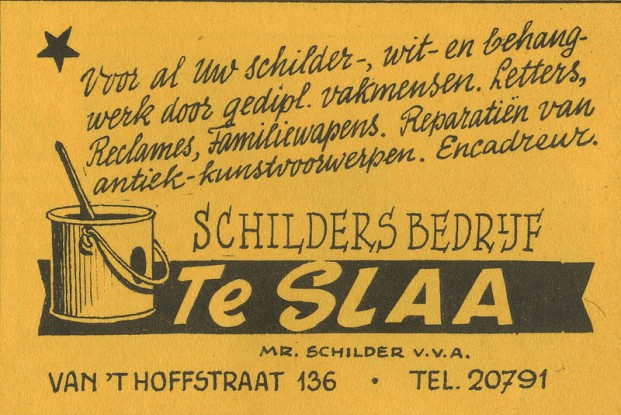 Voor al Uw schilder-, wit- en behang-
werk door gedipl. vakmensen. Letters,
Reclames, Familiewapens. Reparatiën van
antiek-kunstvoorwerpen. Encadreur.
SCHILDERSBEDRIJF
Te SLAA
MR. SCHILDER V.V.A.
VAN 'T HOFFSTRAAT 136 • TEL. 20791